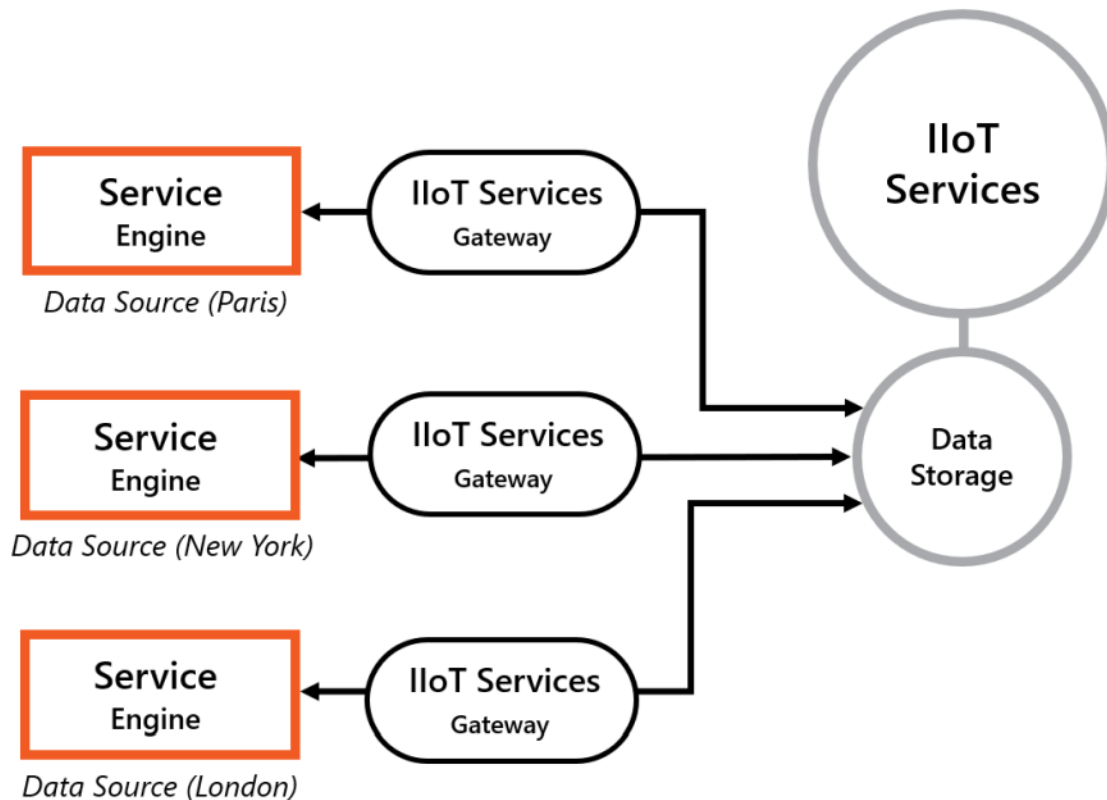 IIoT
Services
Service
Engine
IIoT Services
Gateway
Data Source (Paris)
Data
Storage
Service
Engine
IIoT Services
Gateway
Data Source (New York)
Service
Engine
IIoT Services
Gateway
Data Source (London)